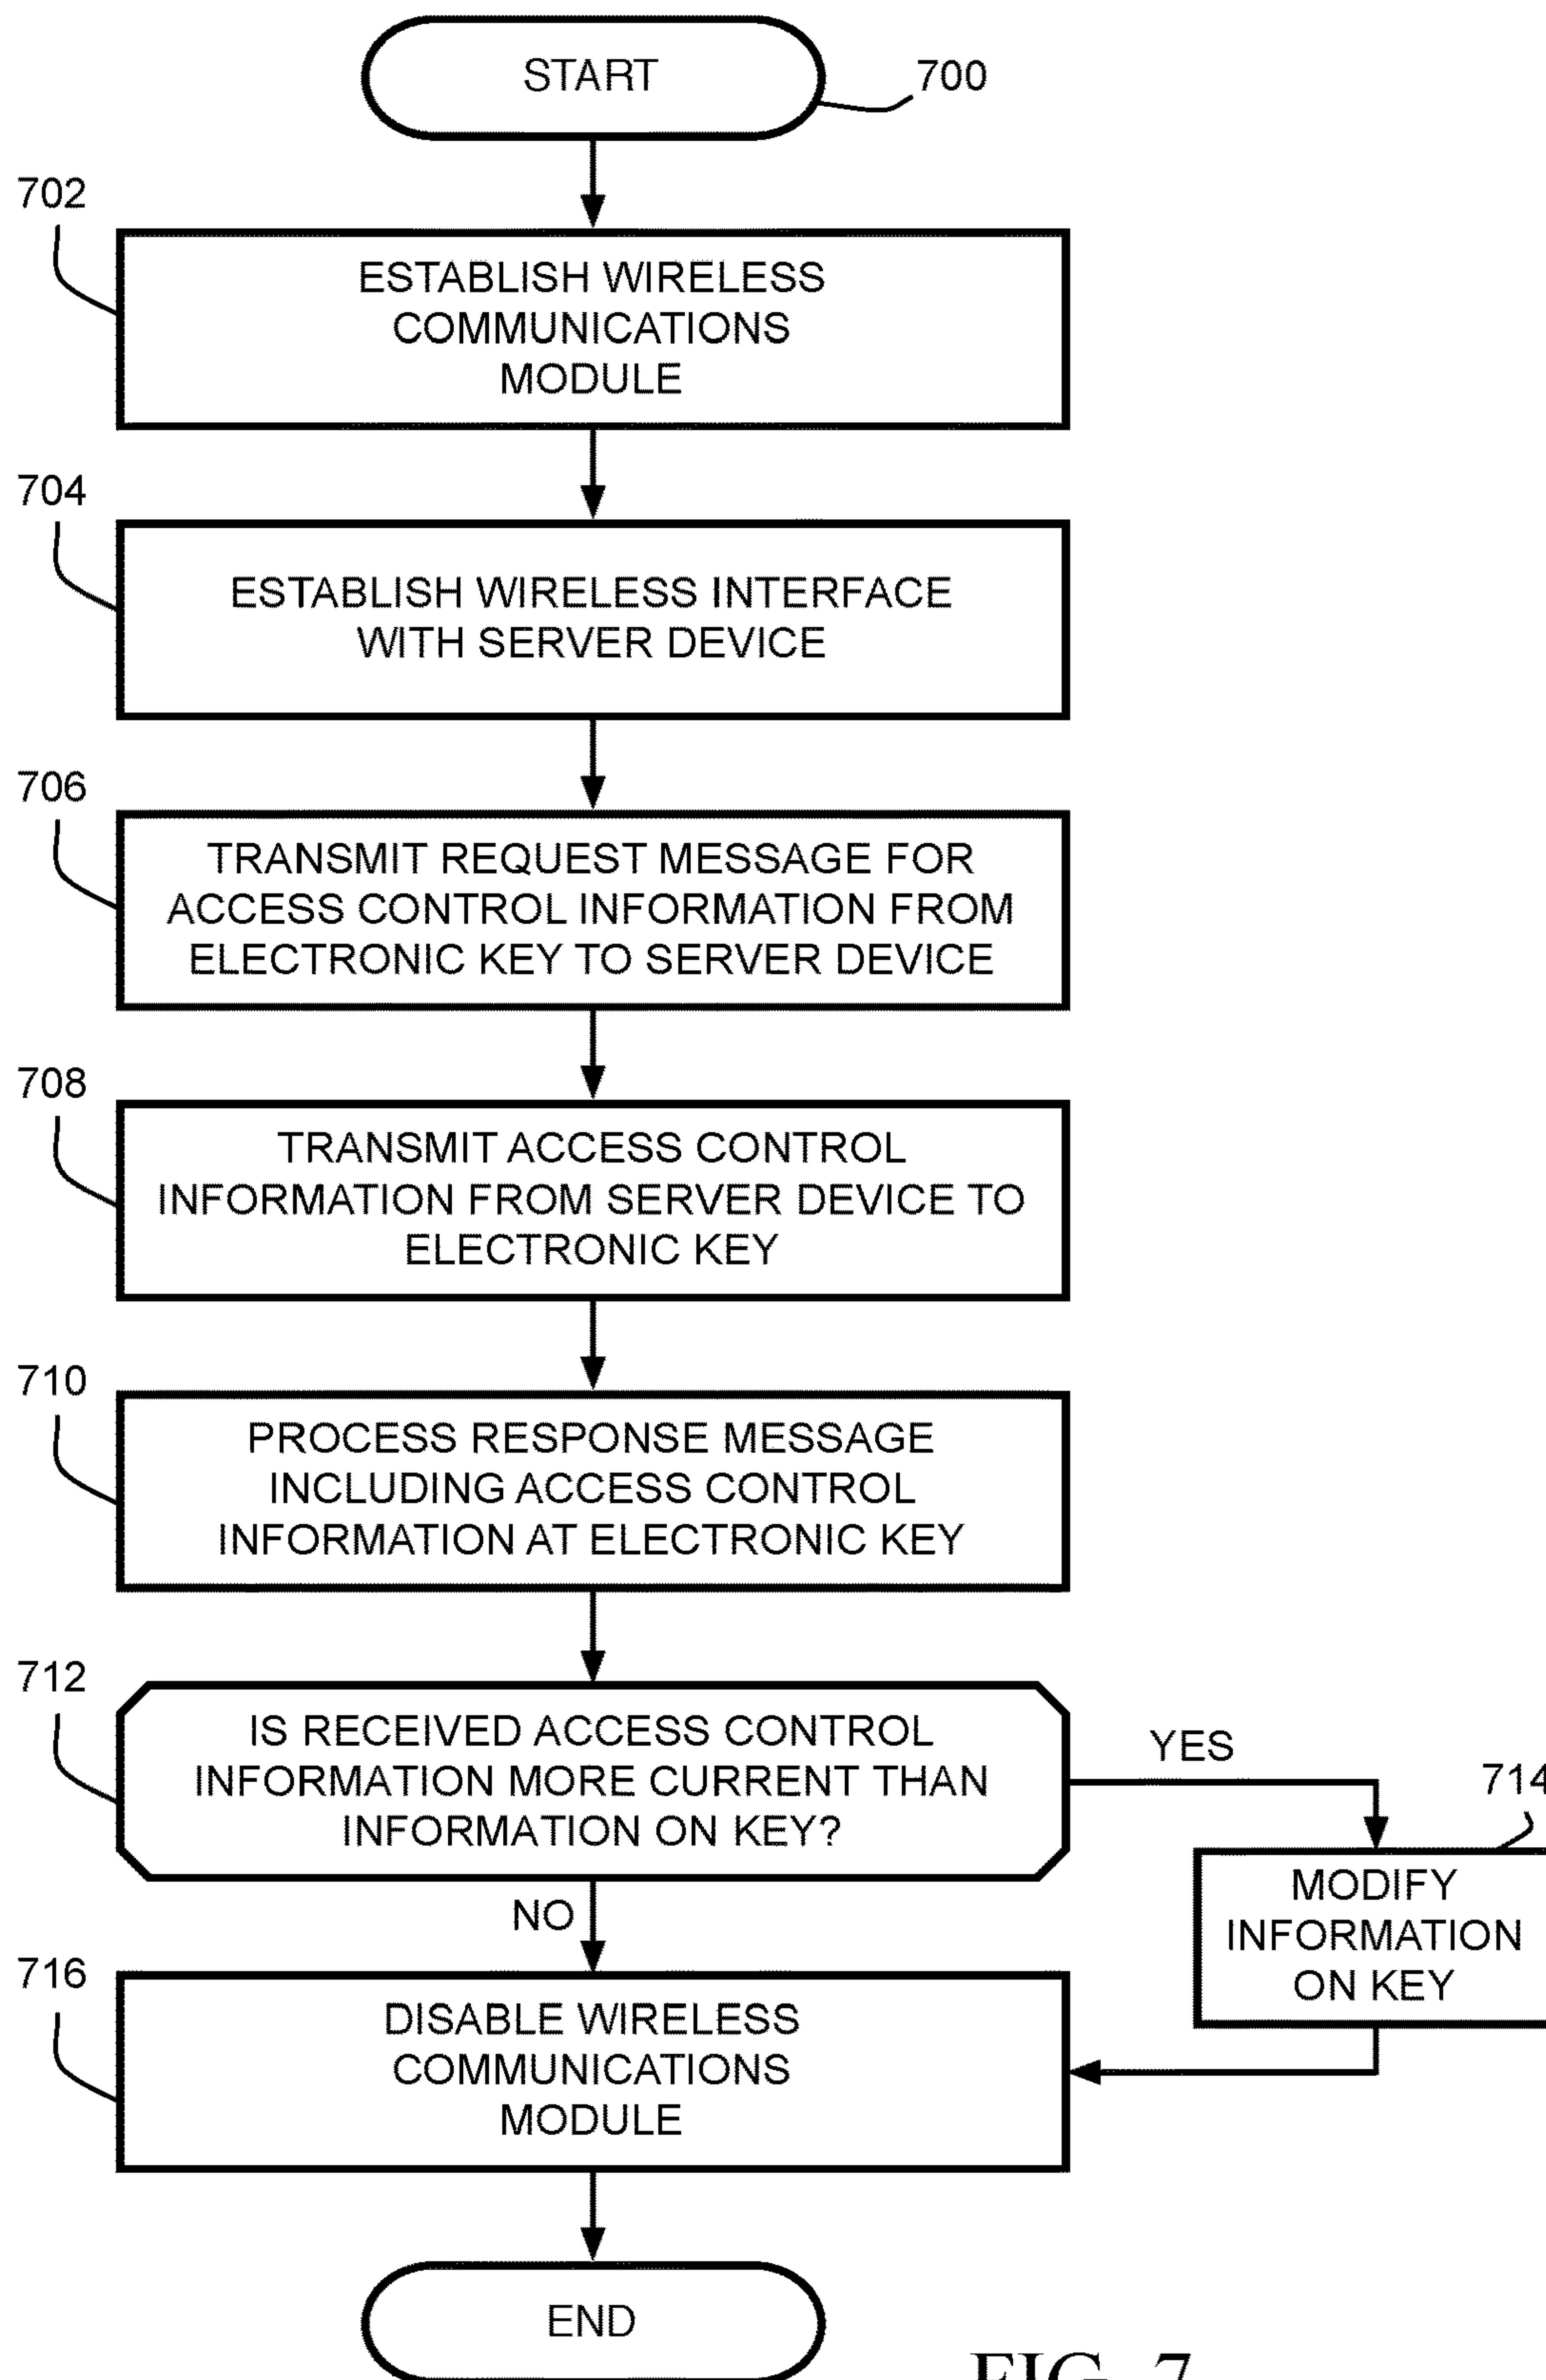 START
700
702
ESTABLISH WIRELESS
COMMUNICATIONS
MODULE
704
ESTABLISH WIRELESS INTERFACE
WITH SERVER DEVICE
706
TRANSMIT REQUEST MESSAGE FOR
ACCESS CONTROL INFORMATION FROM
ELECTRONIC KEY TO SERVER DEVICE
708
TRANSMIT ACCESS CONTROL
INFORMATION FROM SERVER DEVICE TO
ELECTRONIC KEY
710
PROCESS RESPONSE MESSAGE
INCLUDING ACCESS CONTROL
INFORMATION AT ELECTRONIC KEY
712
IS RECEIVED ACCESS CONTROL
INFORMATION MORE CURRENT THAN
INFORMATION ON KEY?
YES
714
MODIFY
INFORMATION
ON KEY
NO
716
DISABLE WIRELESS
COMMUNICATIONS
MODULE
END
FIG. 7